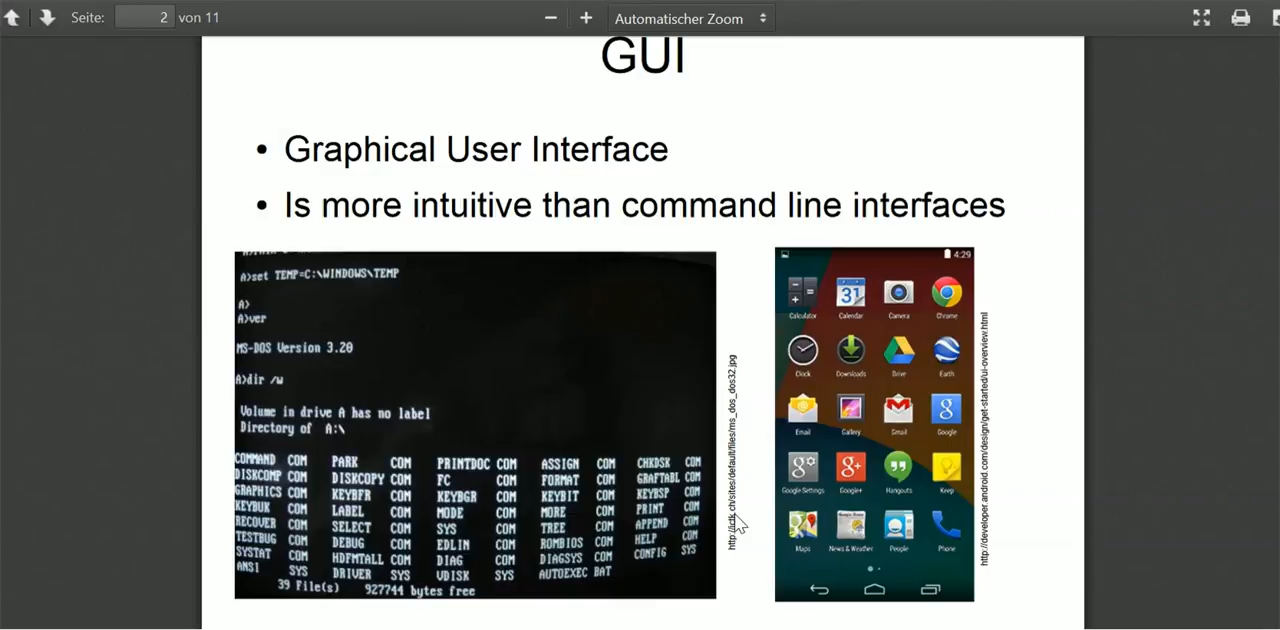 Seite: 2 von 11 Automatischer Zoom
GUI
• Graphical User Interface
• Is more intuitive than command line interfaces
A>set TEMP=C:\WINDOWS\TEMP
A>
A>ver
MS-DOS Version 3.20
A>dir /w
Volume in drive A has no label
Directory of A:\
COMMAND COM PARK COM PRINTDOC COM ASSIGN COM CHKDSK COM
DISKCOMP COM DISKCOPY COM FC COM FORMAT COM GRAFTABL COM
GRAPHICS COM KEYBFR COM KEYBGR COM KEYBIT COM KEYBSP COM
KEYBUK COM LABEL COM MODE COM MORE COM PRINT COM
RECOVER COM SELECT COM SYS COM TREE COM APPEND COM
TESTBUG COM DEBUG COM EDLIN COM ROMBIOS COM HELP COM
SYSTAT COM HDFMTALL COM DIAG COM DIAGSYS COM CONFIG SYS
ANSI SYS DRIVER SYS VDISK SYS AUTOEXEC BAT
39 File(s) 927744 bytes free
4:29
31
Calculator Calendar Camera Chrome
Clock Downloads Drive Earth
Email Gallery Gmail Google
Google Settings Google+ Hangouts Keep
Maps News & Weather People Phone
http://developer.android.com/design/get-started/ui-overview.html